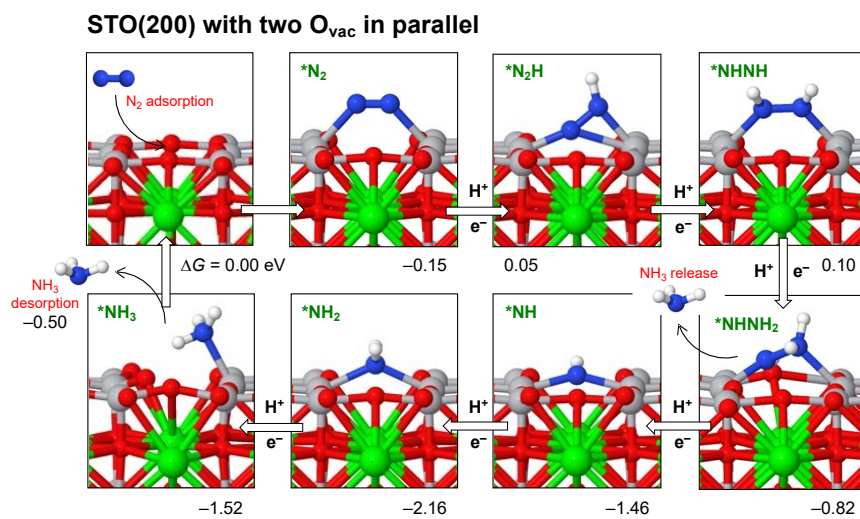 STO(200) with two Ovac in parallel
N2 adsorption
*N2
*N2H
*NHNH
H+
e−
H+
e−
ΔG = 0.00 eV
−0.15
0.05
0.10
H+ e−
NH3 release
NH3
desorption
−0.50
*NH3
*NH2
*NH
*NHNH2
H+
e−
H+
e−
H+
e−
−1.52
−2.16
−1.46
−0.82